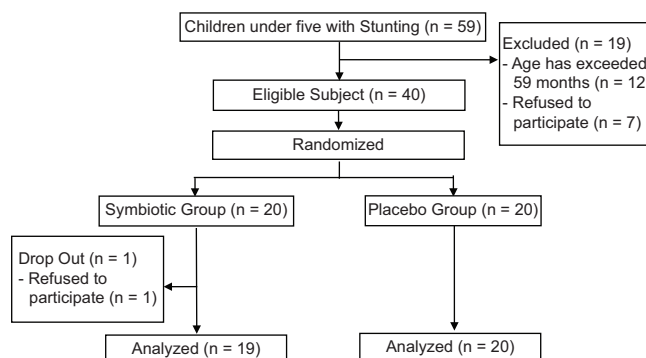 Children under five with Stunting (n = 59)
Excluded (n = 19)
- Age has exceeded
59 months (n = 12
- Refused to
participate (n = 7)
Eligible Subject (n = 40)
Randomized
Symbiotic Group (n = 20)
Placebo Group (n = 20)
Drop Out (n = 1)
- Refused to
participate (n = 1)
Analyzed (n = 19)
Analyzed (n = 20)